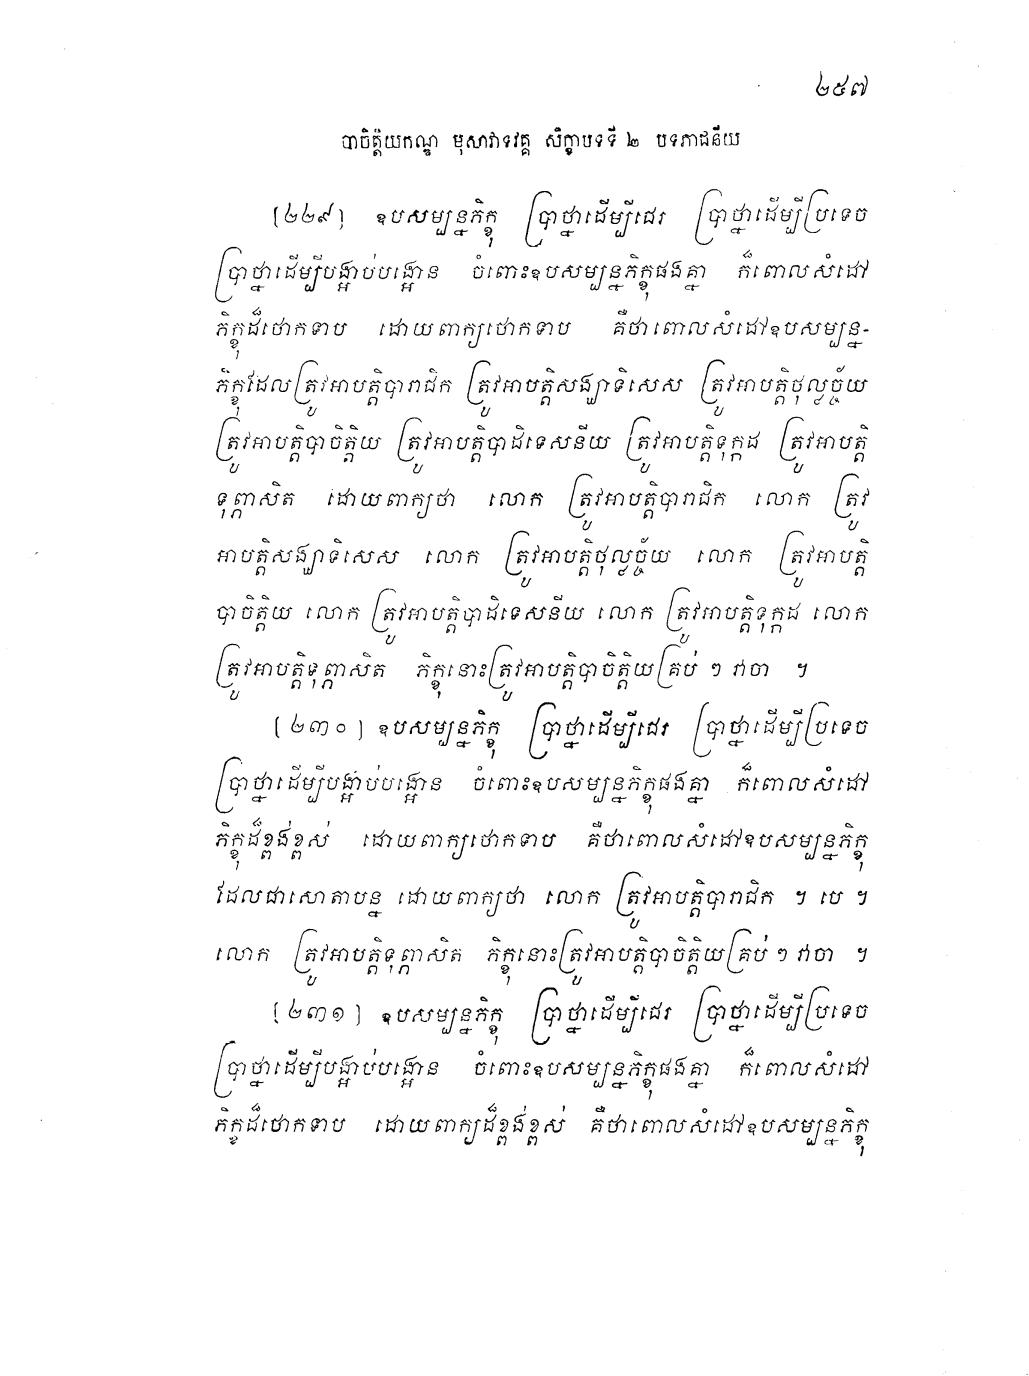 ២៥៧
បាចិត្តិយកណ្ឌ មុសាវាទវគ្គ សិក្ខាបទទី ២ បទភាជនីយ
[២២៩] ឧបសម្បន្នភិក្ខុ ប្រាថ្នាដើម្បីជេរ ប្រាថ្នាដើម្បីប្រទេច
ប្រាថ្នាដើម្បីបង្អាប់បង្អោន ចំពោះឧបសម្បន្នភិក្ខុផងគ្នា ក៏ពោលសំដៅ
ភិក្ខុដ៏ថោកទាប ដោយពាក្យថោកទាប គឺថាពោលសំដៅឧបសម្បន្ន-
ភិក្ខុដែលត្រូវអាបត្តិបារាជិក ត្រូវអាបត្តិសង្ឃាទិសេស ត្រូវអាបត្តិថុល្លច្ច័យ
ត្រូវអាបត្តិបាចិត្តិយ ត្រូវអាបត្តិបាដិទេសនីយ ត្រូវអាបត្តិទុក្កដ ត្រូវអាបត្តិ
ទុព្ភាសិត ដោយពាក្យថា លោក ត្រូវអាបត្តិបារាជិក លោក ត្រូវ
អាបត្តិសង្ឃាទិសេស លោក ត្រូវអាបត្តិថុល្លច្ច័យ លោក ត្រូវអាបត្តិ
បាចិត្តិយ លោក ត្រូវអាបត្តិបាដិទេសនីយ លោក ត្រូវអាបត្តិទុក្កដ លោក
ត្រូវអាបត្តិទុព្ភាសិត ភិក្ខុនោះត្រូវអាបត្តិបាចិត្តិយគ្រប់ ៗ វាចា ។
[២៣០] ឧបសម្បន្នភិក្ខុ ប្រាថ្នាដើម្បីជេរ ប្រាថ្នាដើម្បីប្រទេច
ប្រាថ្នាដើម្បីបង្អាប់បង្អោន ចំពោះឧបសម្បន្នភិក្ខុផងគ្នា ក៏ពោលសំដៅ
ភិក្ខុដ៏ខ្ពង់ខ្ពស់ ដោយពាក្យថោកទាប គឺថាពោលសំដៅឧបសម្បន្នភិក្ខុ
ដែលជាសោតាបន្ន ដោយពាក្យថា លោក ត្រូវអាបត្តិបារាជិក ។ បេ ។
លោក ត្រូវអាបត្តិទុព្ភាសិត ភិក្ខុនោះត្រូវអាបត្តិបាចិត្តិយគ្រប់ ៗ វាចា ។
[២៣១] ឧបសម្បន្នភិក្ខុ ប្រាថ្នាដើម្បីជេរ ប្រាថ្នាដើម្បីប្រទេច
ប្រាថ្នាដើម្បីបង្អាប់បង្អោន ចំពោះឧបសម្បន្នភិក្ខុផងគ្នា ក៏ពោលសំដៅ
ភិក្ខុដ៏ថោកទាប ដោយពាក្យដ៏ខ្ពង់ខ្ពស់ គឺថាពោលសំដៅឧបសម្បន្នភិក្ខុ